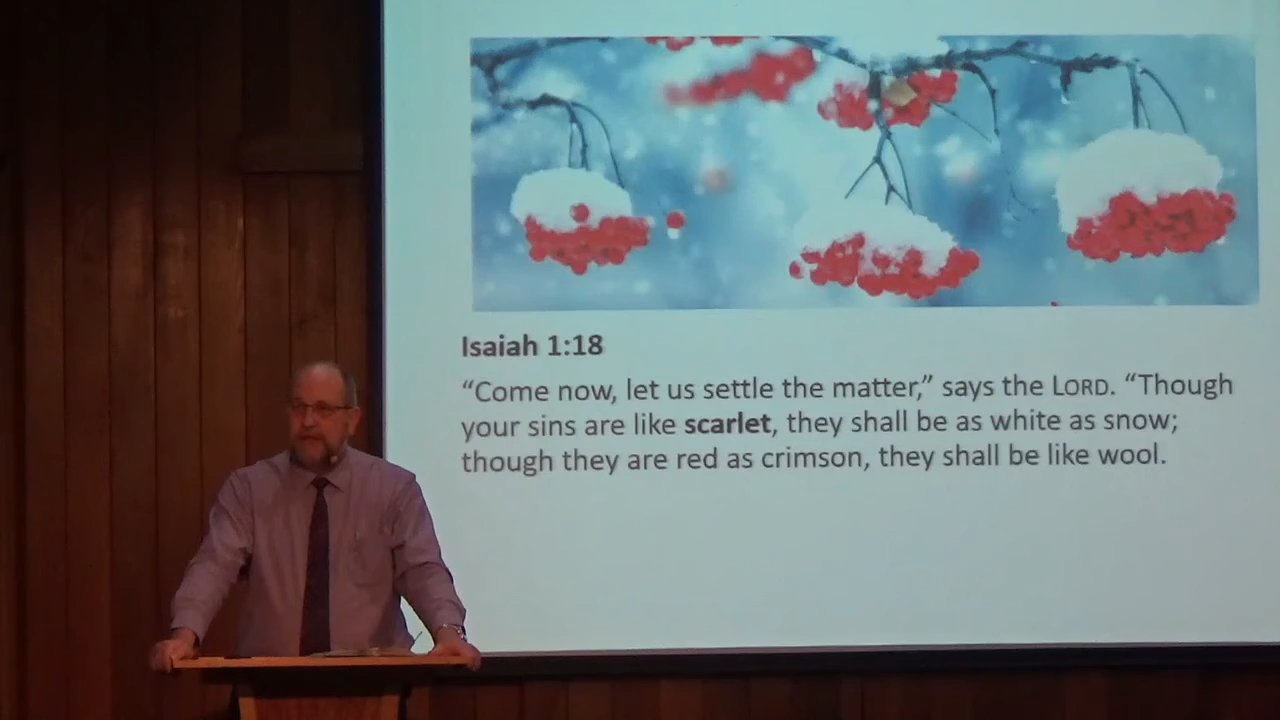 Isaiah 1:18
“Come now, let us settle the matter,” says the LORD. “Though
your sins are like scarlet, they shall be as white as snow;
though they are red as crimson, they shall be like wool.